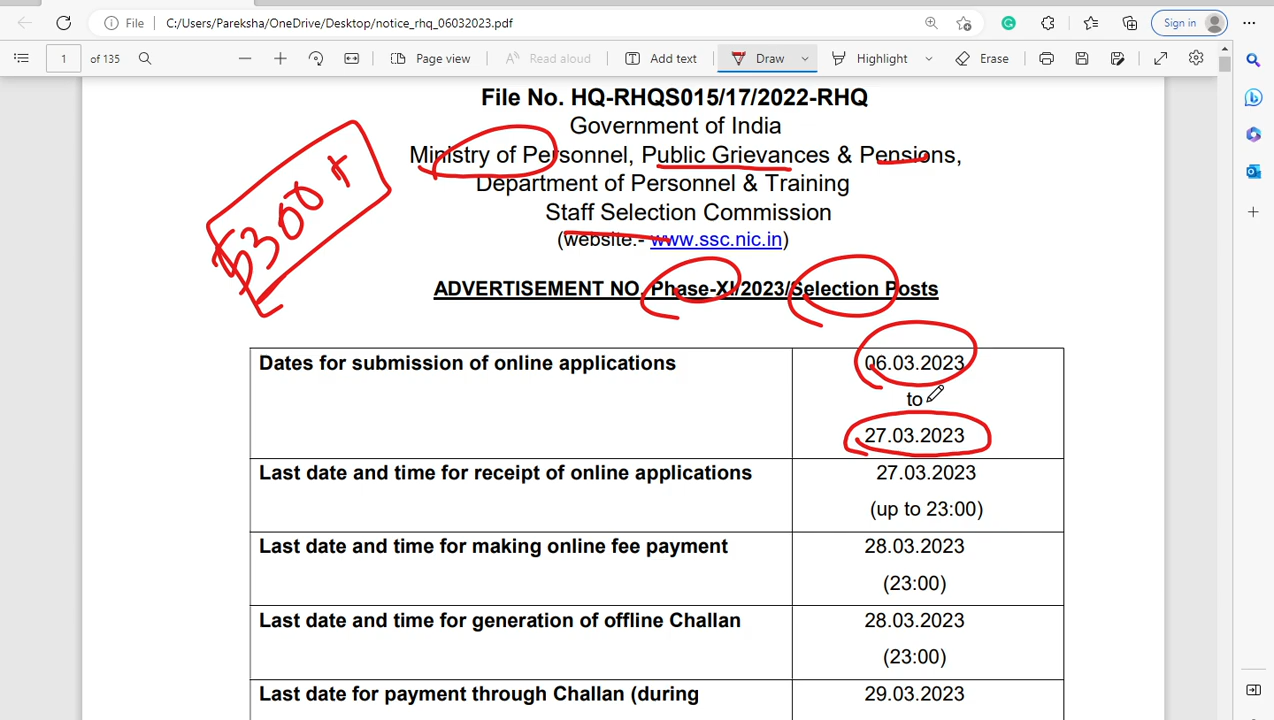 File
C:/Users/Pareksha/OneDrive/Desktop/notice_rhq_06032023.pdf
Sign in
1 of 135
Page view
Read aloud
Add text
Draw
Highlight
Erase
File No. HQ-RHQS015/17/2022-RHQ
Government of India
Ministry of Personnel, Public Grievances & Pensions,
Department of Personnel & Training
Staff Selection Commission
(website:- www.ssc.nic.in)
5300 +
ADVERTISEMENT NO. Phase-XI/2023/Selection Posts
Dates for submission of online applications
06.03.2023
to
27.03.2023
Last date and time for receipt of online applications
27.03.2023
(up to 23:00)
Last date and time for making online fee payment
28.03.2023
(23:00)
Last date and time for generation of offline Challan
28.03.2023
(23:00)
Last date for payment through Challan (during
29.03.2023